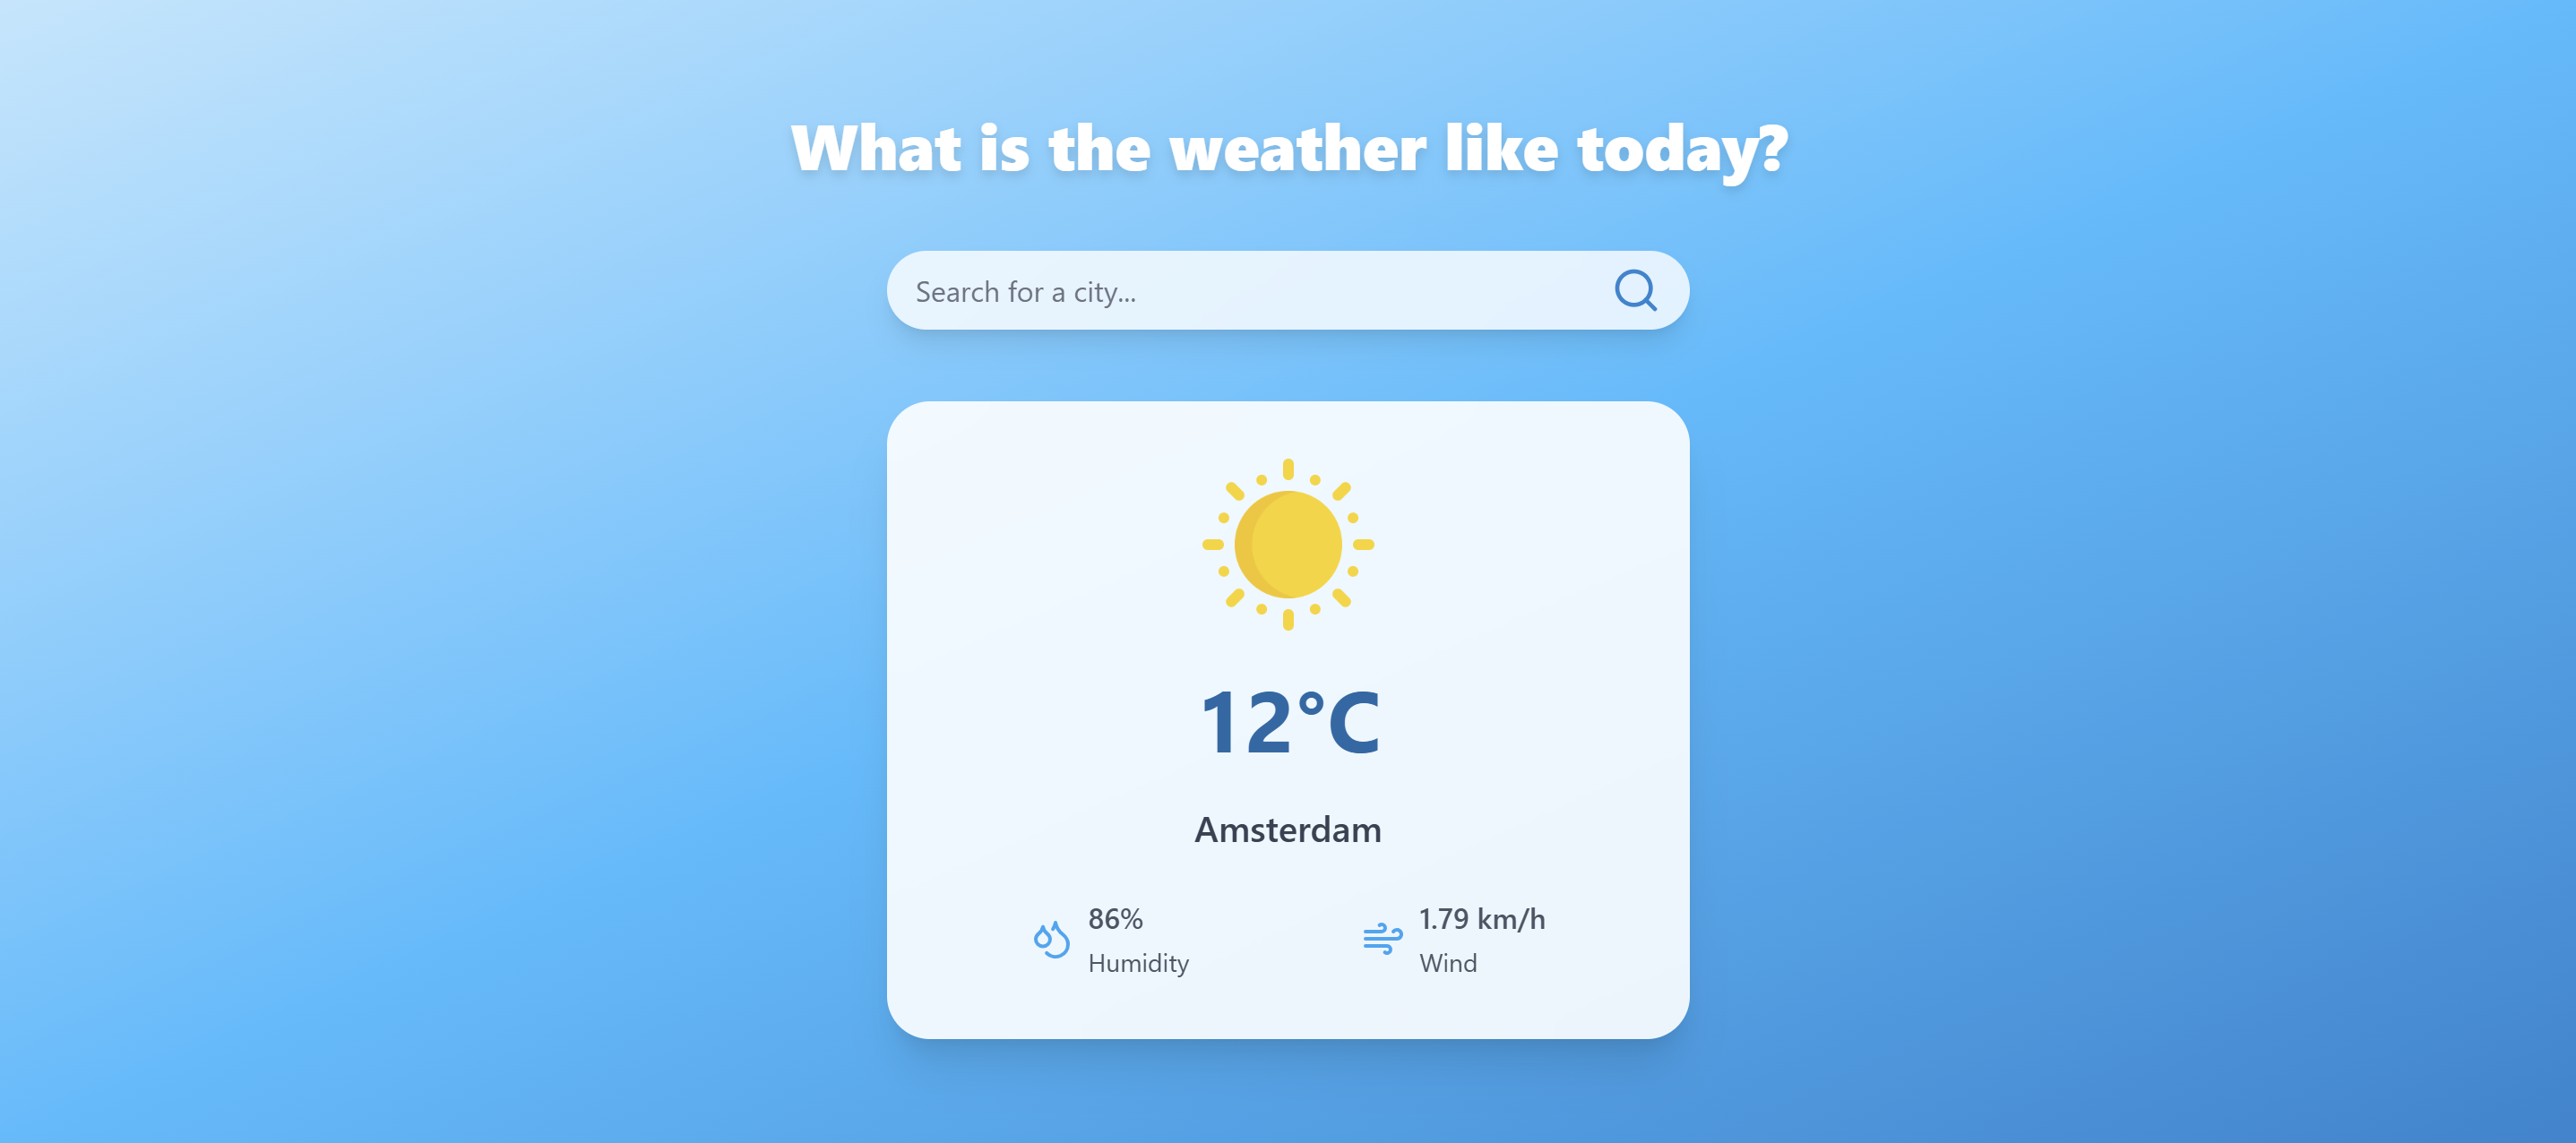 What is the weather like today?
Search for a city...
12°C
Amsterdam
86%
Humidity
1.79 km/h
Wind